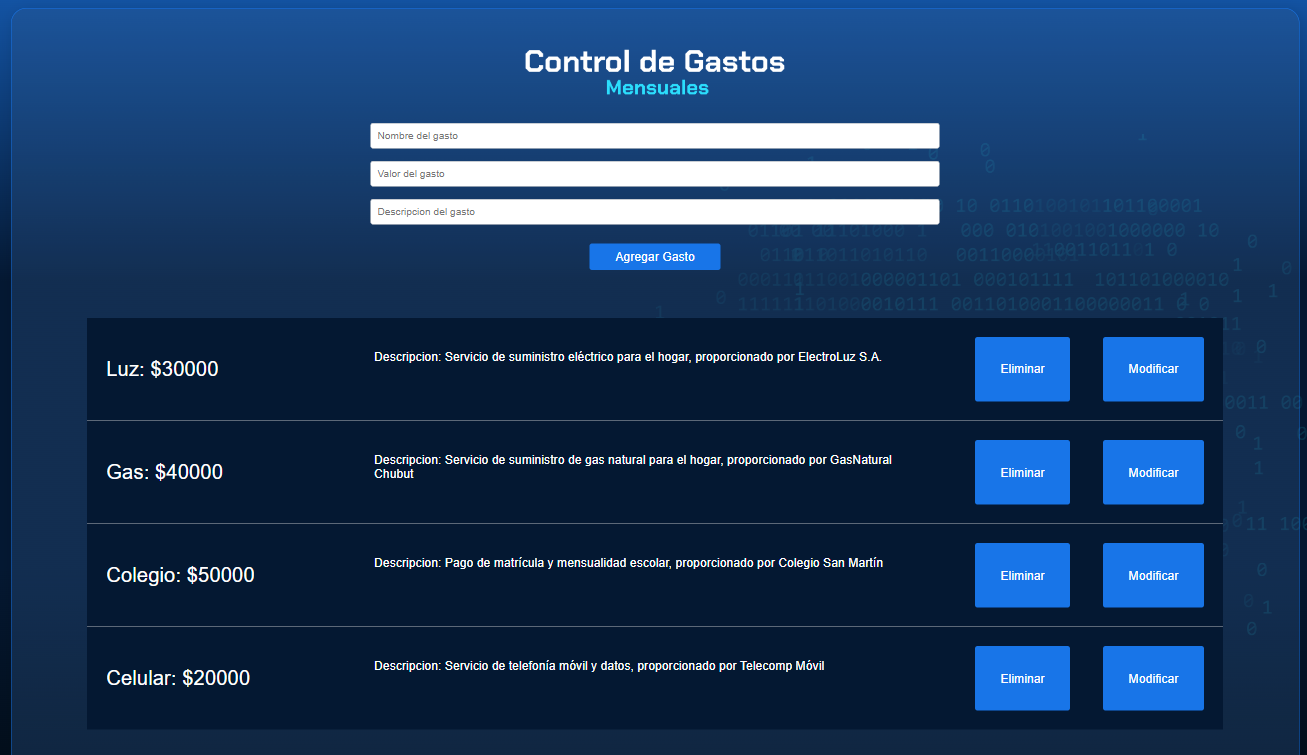 Control de Gastos
Mensuales
Nombre del gasto
Valor del gasto
Descripcion del gasto
Agregar Gasto
Luz: $30000
Descripcion: Servicio de suministro eléctrico para el hogar, proporcionado por ElectroLuz S.A.
Eliminar
Modificar
Gas: $40000
Descripcion: Servicio de suministro de gas natural para el hogar, proporcionado por GasNatural
Chubut
Eliminar
Modificar
Colegio: $50000
Descripcion: Pago de matrícula y mensualidad escolar, proporcionado por Colegio San Martín
Eliminar
Modificar
Celular: $20000
Descripcion: Servicio de telefonía móvil y datos, proporcionado por Telecomp Móvil
Eliminar
Modificar